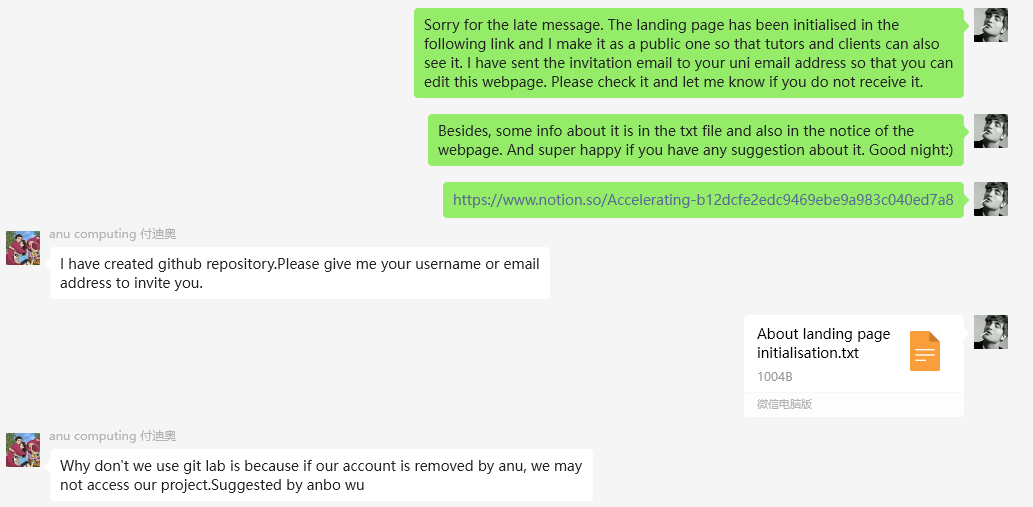 Sorry for the late message. The landing page has been initialised in the
following link and I make it as a public one so that tutors and clients can also
see it. I have sent the invitation email to your uni email address so that you can
edit this webpage. Please check it and let me know if you do not receive it.
Besides, some info about it is in the txt file and also in the notice of the
webpage. And super happy if you have any suggestion about it. Good night:)
https://www.notion.so/Accelerating-b12dcfe2edc9469ebe9a983c040ed7a8
anu computing 付迪奥
I have created github repository.Please give me your username or email
address to invite you.
About landing page
initialisation.txt
1004B
微信电脑版
anu computing 付迪奥
Why don't we use git lab is because if our account is removed by anu, we may
not access our project.Suggested by anbo wu